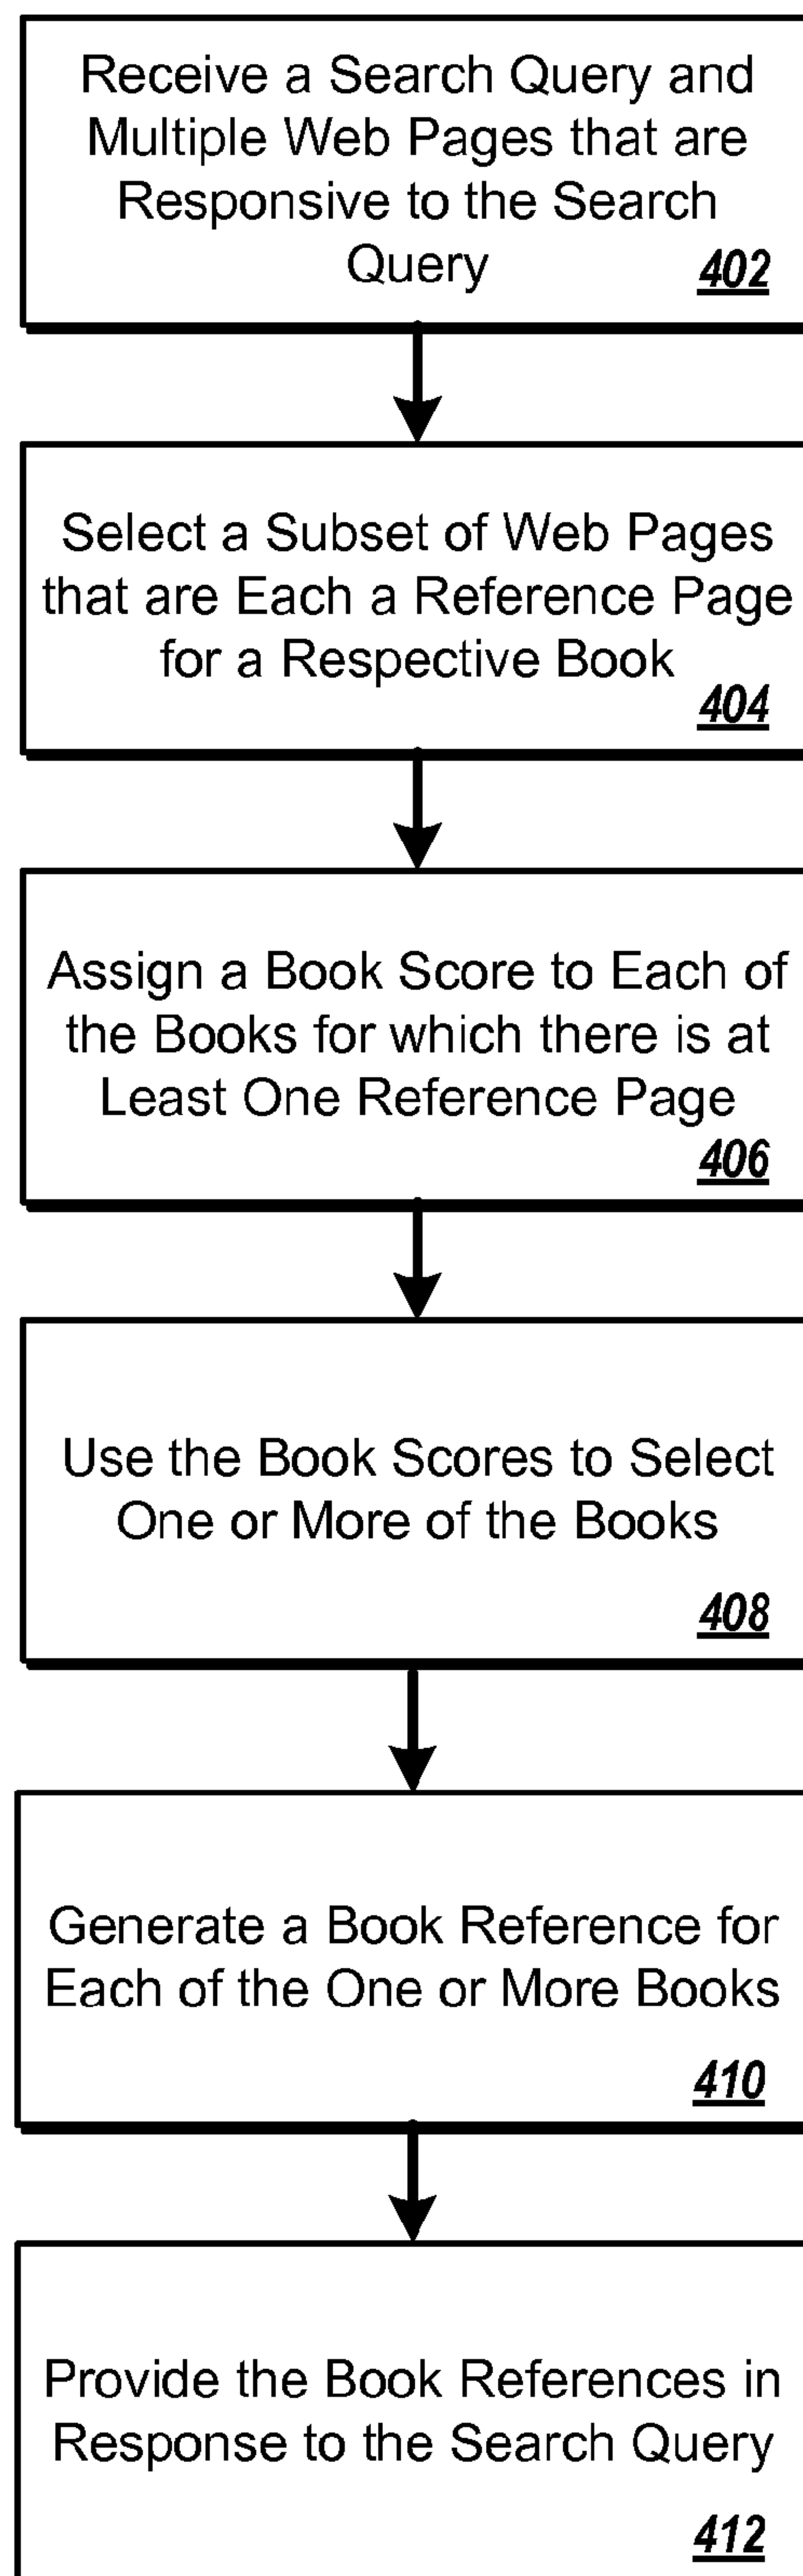 Receive a Search Query and
Multiple Web Pages that are
Responsive to the Search
Query 402
Select a Subset of Web Pages
that are Each a Reference Page
for a Respective Book
404
Assign a Book Score to Each of
the Books for which there is at
Least One Reference Page
406
Use the Book Scores to Select
One or More of the Books
408
Generate a Book Reference for
Each of the One or More Books
410
Provide the Book References in
Response to the Search Query
412